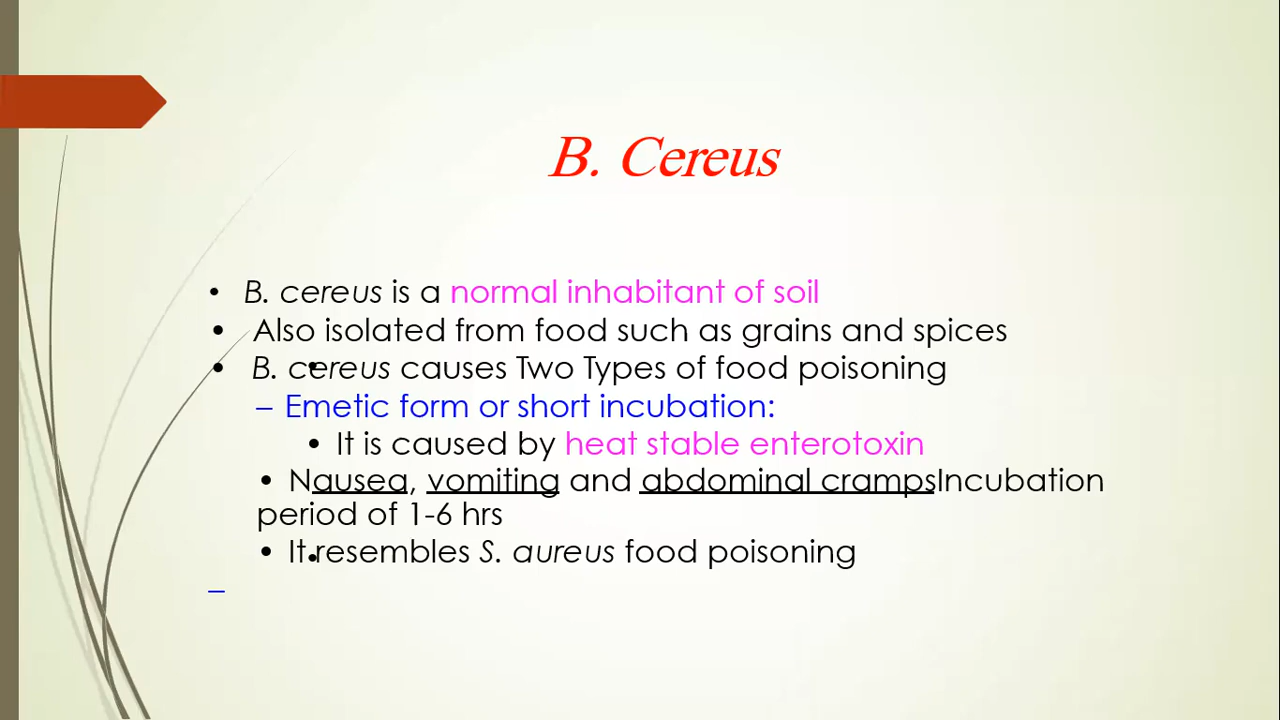 B. Cereus
• B. cereus is a normal inhabitant of soil
• Also isolated from food such as grains and spices
• B. cereus causes Two Types of food poisoning
– Emetic form or short incubation:
• It is caused by heat stable enterotoxin
• Nausea, vomiting and abdominal crampsIncubation
period of 1-6 hrs
• It resembles S. aureus food poisoning
–